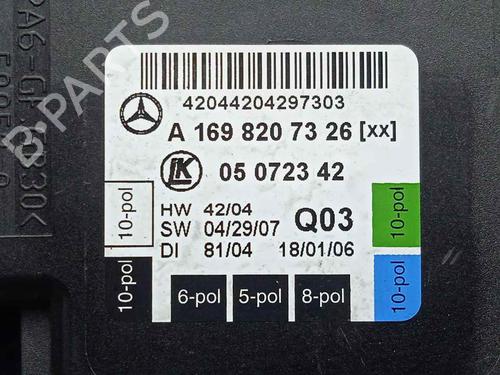 42044204297303
A 169 820 73 26 [xx]
LK 05 0723 42
HW 42/04 Q03
SW 04/29/07
DI 81/04 18/01/06
10-pol
10-pol
6-pol 5-pol 8-pol
10-pol
10-pol
B-PARTS